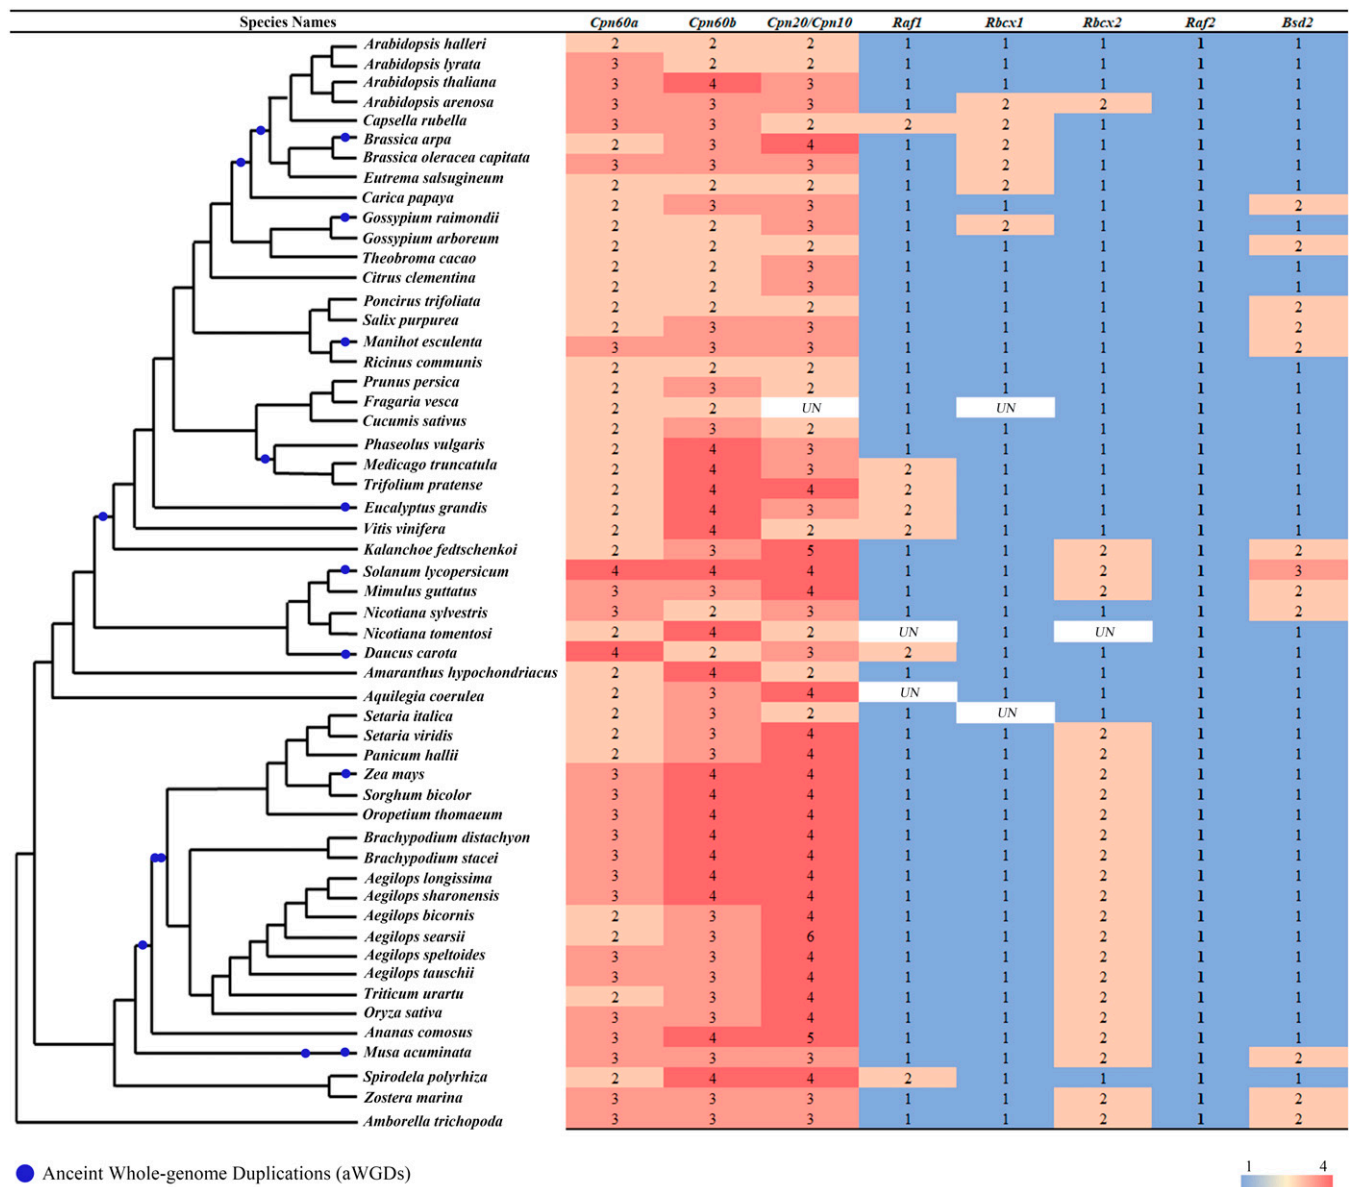 Species Names Cpn60a Cpn60b Cpn20/Cpn10 Raf1 Rbcx1 Rbcx2 Raf2 Bsd2
Arabidopsis halleri 2 2 2 1 1 1 1 1
Arabidopsis lyrata 3 2 2 1 1 1 1 1
Arabidopsis thaliana 3 4 3 1 1 1 1 1
Arabidopsis arenosa 3 3 3 1 2 2 1 1
Capsella rubella 3 3 2 2 2 1 1 1
Brassica arpa 2 3 4 1 2 1 1 1
Brassica oleracea capitata 3 3 3 1 2 1 1 1
Eutrema salsugineum 2 2 2 1 2 1 1 1
Carica papaya 2 3 3 1 1 1 1 2
Gossypium raimondii 2 2 3 1 2 1 1 1
Gossypium arboreum 2 2 2 1 1 1 1 2
Theobroma cacao 2 2 3 1 1 1 1 1
Citrus clementina 2 2 3 1 1 1 1 1
Poncirus trifoliata 2 2 2 1 1 1 1 2
Salix purpurea 2 3 3 1 1 1 1 2
Manihot esculenta 3 3 3 1 1 1 1 2
Ricinus communis 2 2 2 1 1 1 1 1
Prunus persica 2 3 2 1 1 1 1 1
Fragaria vesca 2 2 UN 1 UN 1 1 1
Cucumis sativus 2 3 2 1 1 1 1 1
Phaseolus vulgaris 2 4 3 1 1 1 1 1
Medicago truncatula 2 4 3 2 1 1 1 1
Trifolium pratense 2 4 4 2 1 1 1 1
Eucalyptus grandis 2 4 3 2 1 1 1 1
Vitis vinifera 2 4 2 2 1 1 1 1
Kalanchoe fedtschenkoi 2 3 5 1 1 2 1 2
Solanum lycopersicum 4 4 4 1 1 2 1 3
Mimulus guttatus 3 3 4 1 1 2 1 2
Nicotiana sylvestris 3 2 3 1 1 1 1 2
Nicotiana tomentosi 2 4 2 UN 1 UN 1 1
Daucus carota 4 2 3 2 1 1 1 1
Amaranthus hypochondriacus 2 4 2 1 1 1 1 1
Aquilegia coerulea 2 3 4 UN 1 1 1 1
Setaria italica 2 3 2 1 UN 1 1 1
Setaria viridis 2 3 4 1 1 2 1 1
Panicum hallii 2 3 4 1 1 2 1 1
Zea mays 3 4 4 1 1 2 1 1
Sorghum bicolor 3 4 4 1 1 2 1 1
Oropetium thomaeum 3 4 4 1 1 2 1 1
Brachypodium distachyon 3 4 4 1 1 2 1 1
Brachypodium stacei 3 4 4 1 1 2 1 1
Aegilops longissima 3 4 4 1 1 2 1 1
Aegilops sharonensis 3 4 4 1 1 2 1 1
Aegilops bicornis 2 3 4 1 1 2 1 1
Aegilops searsii 2 3 6 1 1 2 1 1
Aegilops speltoides 3 3 4 1 1 2 1 1
Aegilops tauschii 3 3 4 1 1 2 1 1
Triticum urartu 2 3 4 1 1 2 1 1
Oryza sativa 3 3 4 1 1 2 1 1
Ananas comosus 3 4 5 1 1 2 1 1
Musa acuminata 3 3 3 1 1 2 1 2
Spirodela polyrhiza 2 4 4 2 1 1 1 1
Zostera marina 3 3 3 1 1 2 1 2
Amborella trichopoda 3 3 3 1 1 2 1 2
Anceint Whole-genome Duplications (aWGDs) 1 4